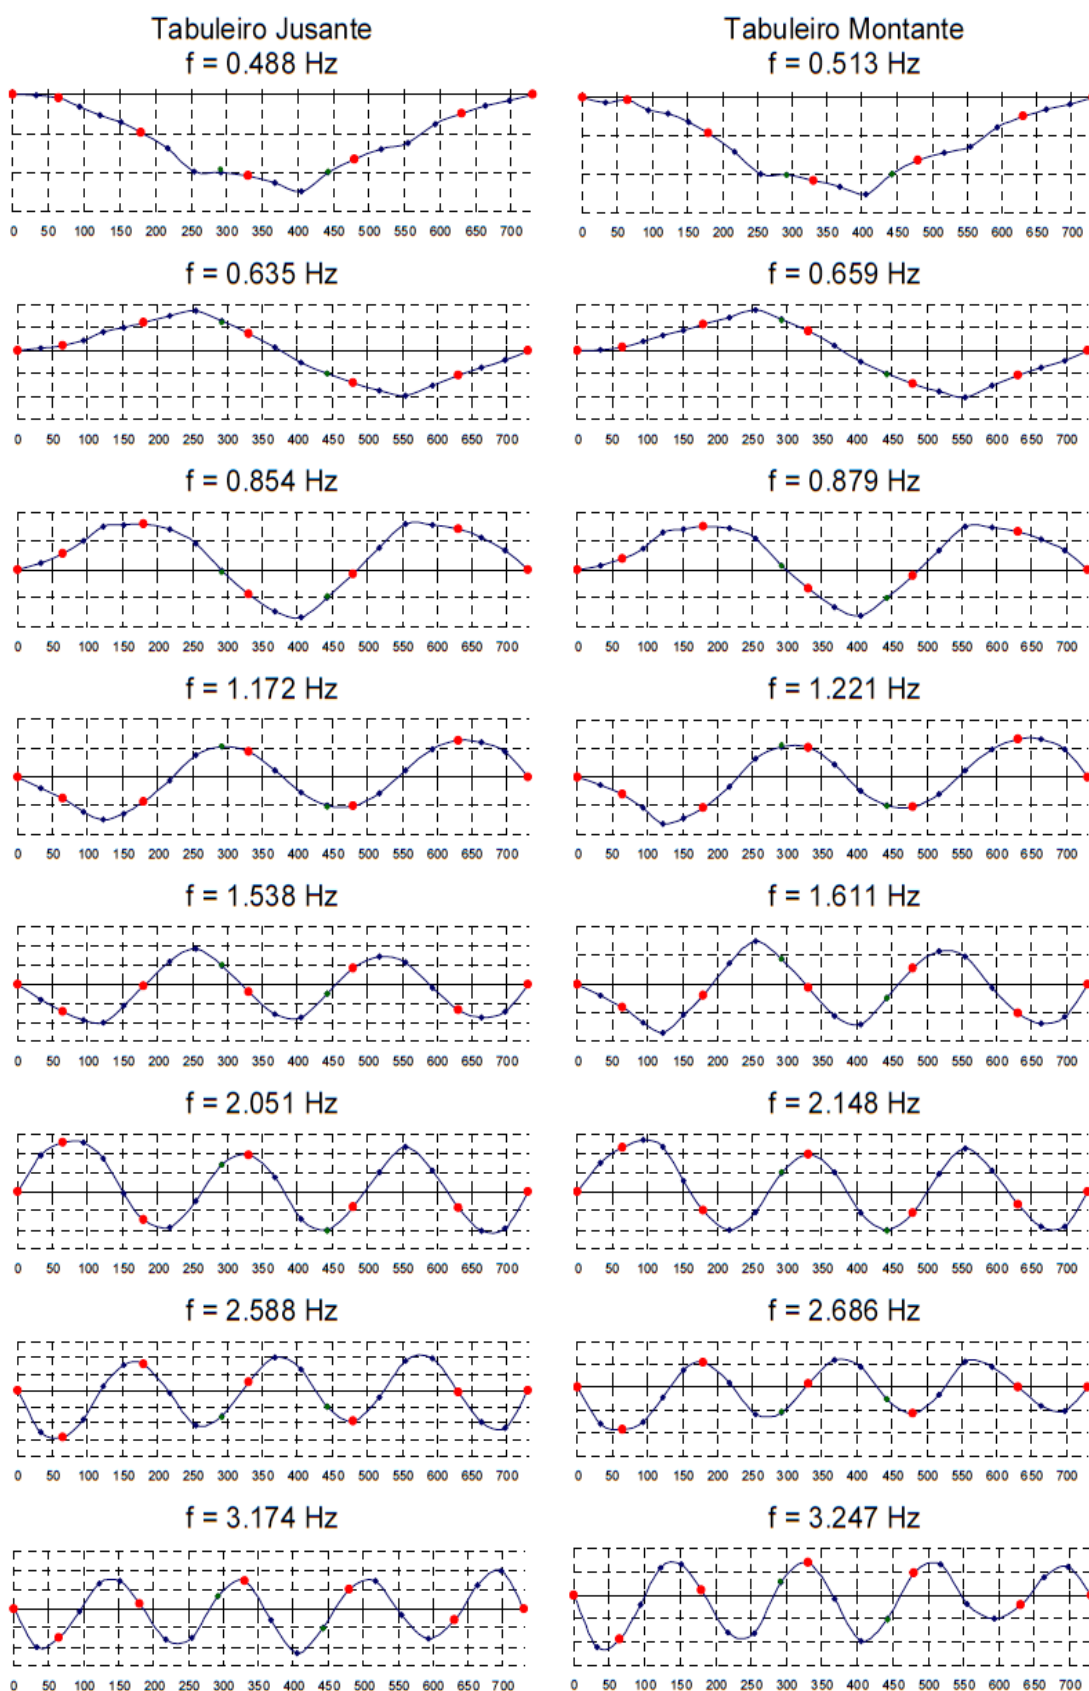 Tabuleiro Jusante Tabuleiro Montante
f = 0.488 Hz f = 0.513 Hz
0 50 100 150 200 250 300 350 400 450 500 550 600 650 700 0 50 100 150 200 250 300 350 400 450 500 550 600 650 700
f = 0.635 Hz f = 0.659 Hz
0 50 100 150 200 250 300 350 400 450 500 550 600 650 700 0 50 100 150 200 250 300 350 400 450 500 550 600 650 700
f = 0.854 Hz f = 0.879 Hz
0 50 100 150 200 250 300 350 400 450 500 550 600 650 700 0 50 100 150 200 250 300 350 400 450 500 550 600 650 700
f = 1.172 Hz f = 1.221 Hz
0 50 100 150 200 250 300 350 400 450 500 550 600 650 700 0 50 100 150 200 250 300 350 400 450 500 550 600 650 700
f = 1.538 Hz f = 1.611 Hz
0 50 100 150 200 250 300 350 400 450 500 550 600 650 700 0 50 100 150 200 250 300 350 400 450 500 550 600 650 700
f = 2.051 Hz f = 2.148 Hz
0 50 100 150 200 250 300 350 400 450 500 550 600 650 700 0 50 100 150 200 250 300 350 400 450 500 550 600 650 700
f = 2.588 Hz f = 2.686 Hz
0 50 100 150 200 250 300 350 400 450 500 550 600 650 700 0 50 100 150 200 250 300 350 400 450 500 550 600 650 700
f = 3.174 Hz f = 3.247 Hz
0 50 100 150 200 250 300 350 400 450 500 550 600 650 700 0 50 100 150 200 250 300 350 400 450 500 550 600 650 700